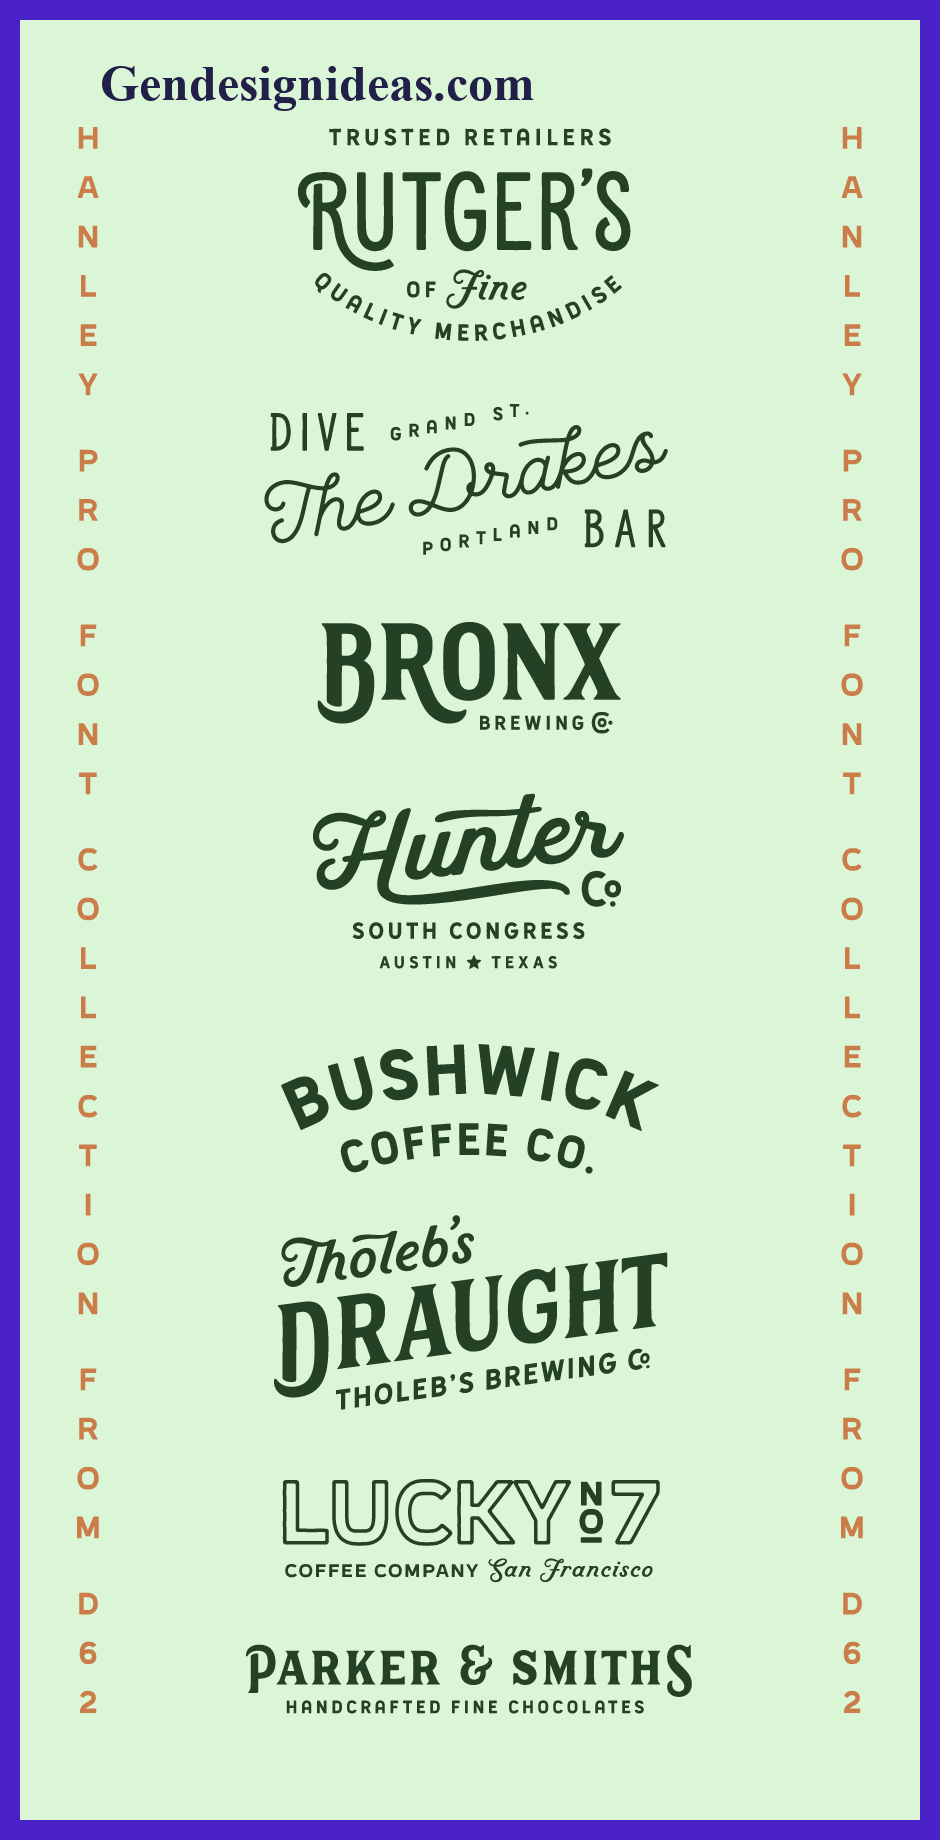 Gendesignideas.com
HANLEY PRO FONT COLLECTION FROM D62
TRUSTED RETAILERS
RUTGER'S
OF Fine
QUALITY MERCHANDISE
DIVE GRAND ST.
The Drakes
PORTLAND BAR
BRONX
BREWING CO.
Hunter
Co.
SOUTH CONGRESS
AUSTIN ★ TEXAS
BUSHWICK
COFFEE CO.
Tholeb's
DRAUGHT
THOLEB'S BREWING CO.
LUCKY NO 7
COFFEE COMPANY San Francisco
PARKER & SMITHS
HANDCRAFTED FINE CHOCOLATES
HANLEY PRO FONT COLLECTION FROM D62